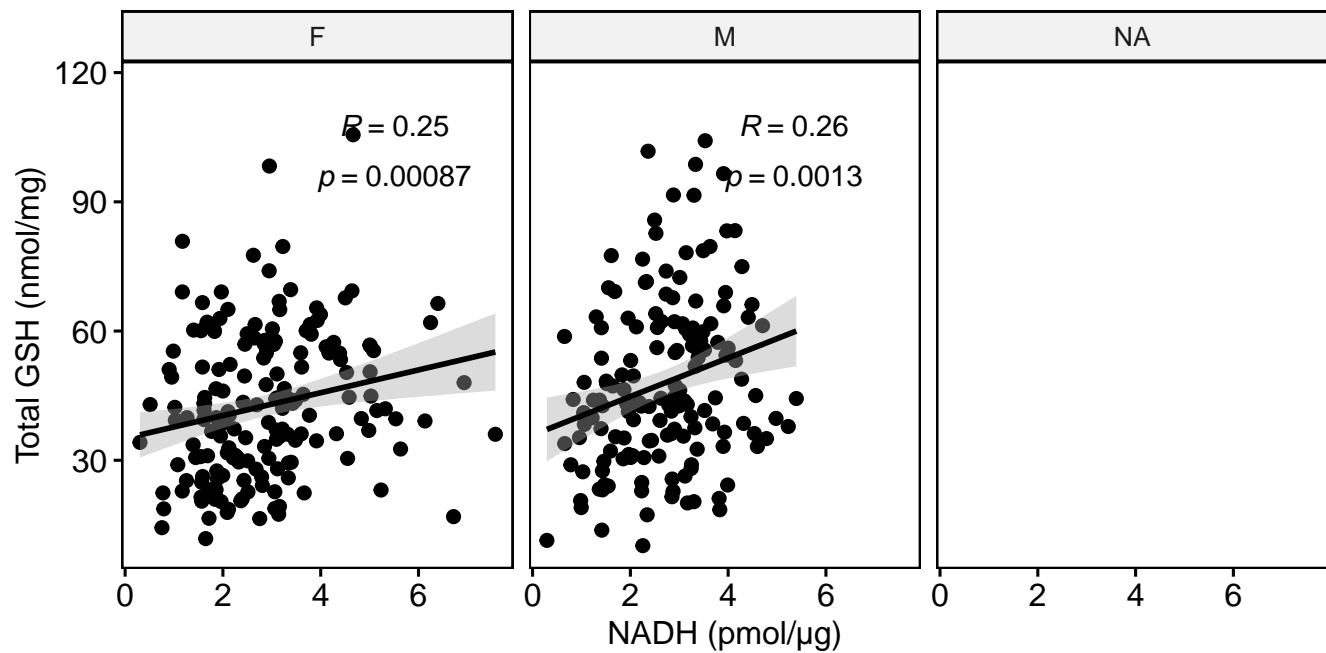 F
M
NA
Total GSH (nmol/mg)
120
90
60
30
R = 0.25
p = 0.00087
R = 0.26
p = 0.0013
0 2 4 6
0 2 4 6
0 2 4 6
NADH (pmol/µg)